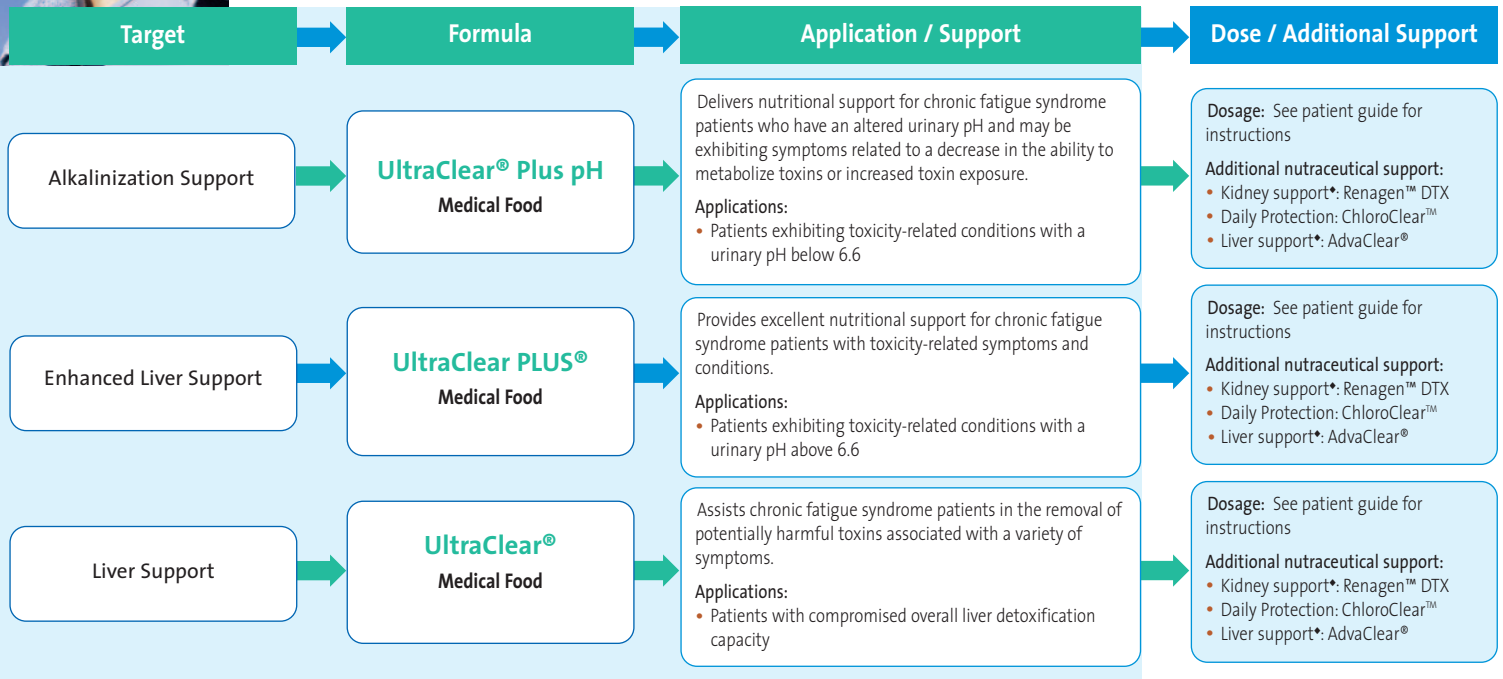 Target
Formula
Application / Support
Dose / Additional Support
Alkalinization Support
UltraClear® Plus pH
Medical Food
Delivers nutritional support for chronic fatigue syndrome
patients who have an altered urinary pH and may be
exhibiting symptoms related to a decrease in the ability to
metabolize toxins or increased toxin exposure.
Applications:
• Patients exhibiting toxicity-related conditions with a
urinary pH below 6.6
Dosage: See patient guide for
instructions
Additional nutraceutical support:
• Kidney support◆: Renagen™ DTX
• Daily Protection: ChloroClear™
• Liver support◆: AdvaClear®
Enhanced Liver Support
UltraClear PLUS®
Medical Food
Provides excellent nutritional support for chronic fatigue
syndrome patients with toxicity-related symptoms and
conditions.
Applications:
• Patients exhibiting toxicity-related conditions with a
urinary pH above 6.6
Dosage: See patient guide for
instructions
Additional nutraceutical support:
• Kidney support◆: Renagen™ DTX
• Daily Protection: ChloroClear™
• Liver support◆: AdvaClear®
Liver Support
UltraClear®
Medical Food
Assists chronic fatigue syndrome patients in the removal of
potentially harmful toxins associated with a variety of
symptoms.
Applications:
• Patients with compromised overall liver detoxification
capacity
Dosage: See patient guide for
instructions
Additional nutraceutical support:
• Kidney support◆: Renagen™ DTX
• Daily Protection: ChloroClear™
• Liver support◆: AdvaClear®